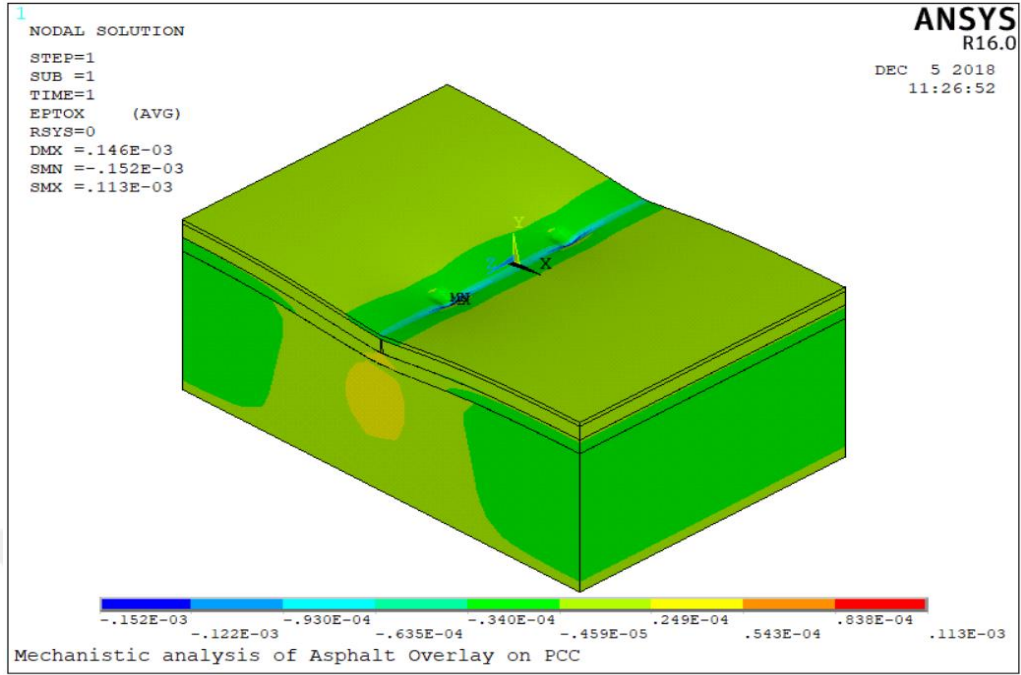 1
NODAL SOLUTION
STEP=1
SUB =1
TIME=1
EPTOX (AVG)
RSYS=0
DMX =.146E-03
SMN =-.152E-03
SMX =.113E-03
ANSYS
R16.0
DEC 5 2018
11:26:52
Y
X
Z
MN
-.152E-03 -.930E-04 -.340E-04 .249E-04 .838E-04
-.122E-03 -.635E-04 -.459E-05 .543E-04 .113E-03
Mechanistic analysis of Asphalt Overlay on PCC